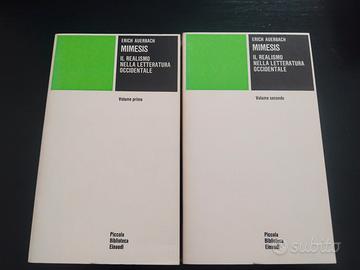 ERICH AUERBACH
MIMESIS
IL REALISMO
NELLA LETTERATURA
OCCIDENTALE
Volume primo
Piccola
Biblioteca
Einaudi
ERICH AUERBACH
MIMESIS
IL REALISMO
NELLA LETTERATURA
OCCIDENTALE
Volume secondo
Piccola
Biblioteca
Einaudi
subito